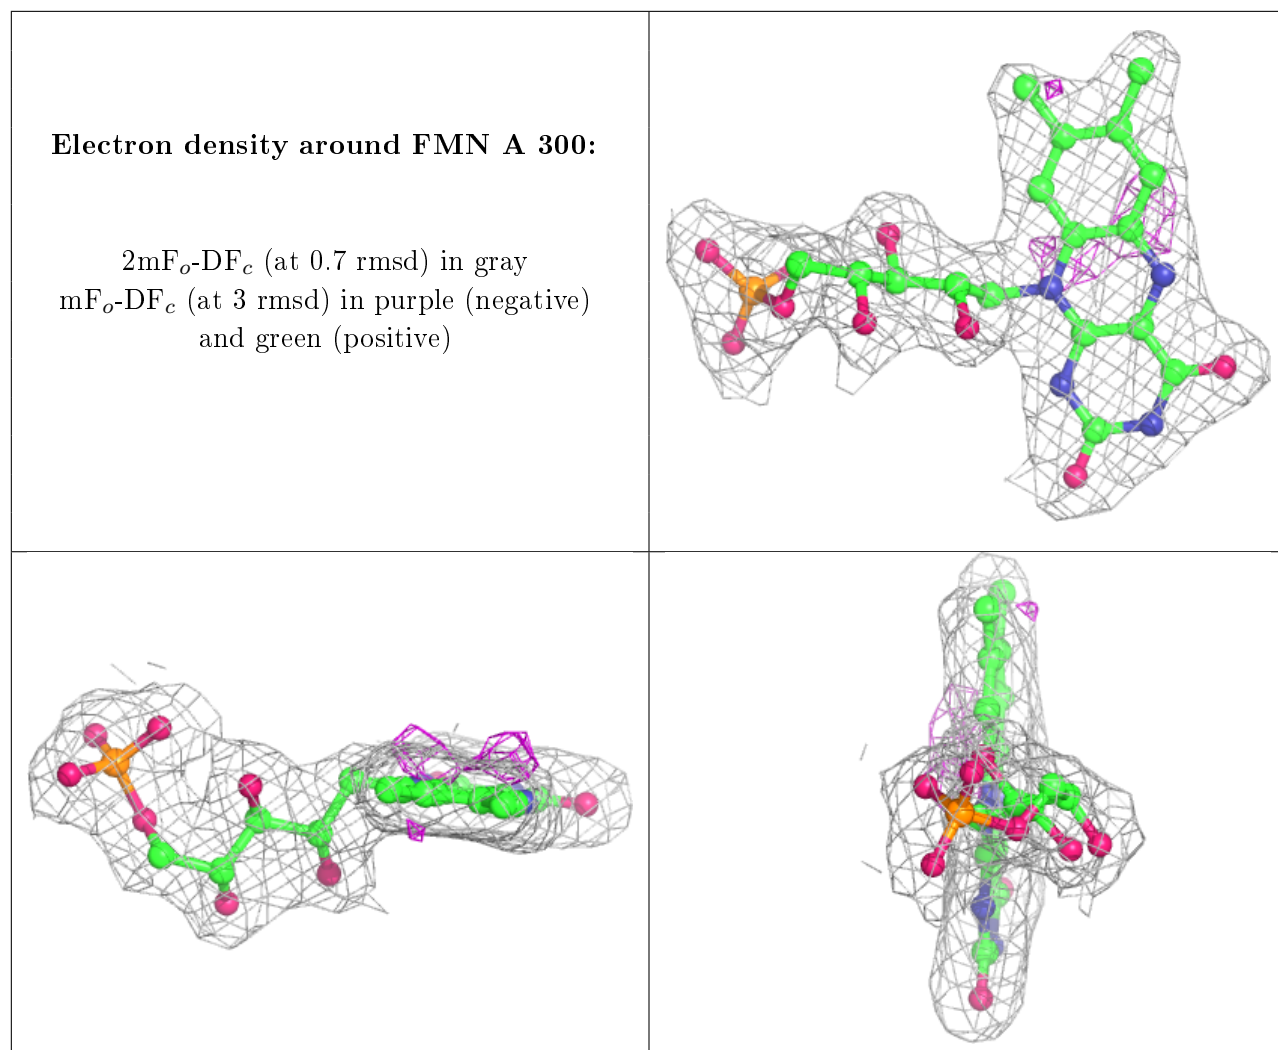 Electron density around FMN A 300:
2mFₒ-DF𝒸 (at 0.7 rmsd) in gray
mFₒ-DF𝒸 (at 3 rmsd) in purple (negative)
and green (positive)